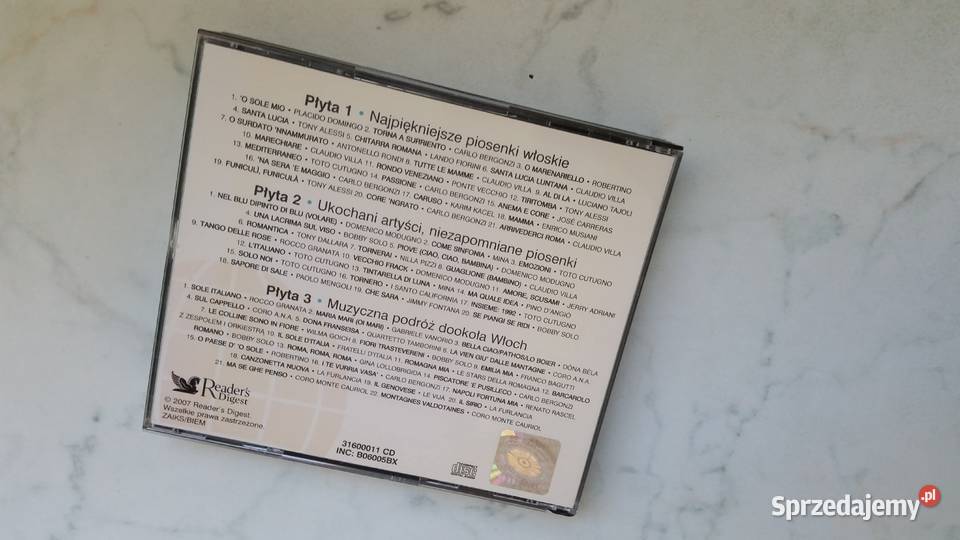 Płyta 1 • Najpiękniejsze piosenki włoskie
1. 'O SOLE MIO • PLACIDO DOMINGO 2. TORNA A SURRIENTO • CARLO BERGONZI 3. O MARENARIELLO • ROBERTINO
4. SANTA LUCIA • TONY ALESSI 5. CHITARRA ROMANA • LANDO FIORINI 6. SANTA LUCIA LUNTANA • CLAUDIO VILLA
7. O SURDATO 'NNAMMURATO • ANTONELLO RONDI 8. TUTTE LE MAMME • CLAUDIO VILLA 9. AL DI LA • LUCIANO TAJOLI
10. MARECHIARE • CLAUDIO VILLA 11. RONDO VENEZIANO • PONTE VECCHIO 12. TIRITOMBA • TONY ALESSI
13. MEDITERRANEO • TOTO CUTUGNO 14. PASSIONE • CARLO BERGONZI 15. ANEMA E CORE • JOSÉ CARRERAS
16. 'NA SERA 'E MAGGIO • CARLO BERGONZI 17. CARUSO • KARIM KACEL 18. MAMMA • ENRICO MUSIANI
19. FUNICULÌ, FUNICULÀ • TONY ALESSI 20. CORE 'NGRATO • CARLO BERGONZI 21. ARRIVEDERCI ROMA • CLAUDIO VILLA
Płyta 2 • Ukochani artyści, niezapomniane piosenki
1. NEL BLU DIPINTO DI BLU (VOLARE) • DOMENICO MODUGNO 2. COME SINFONIA • MINA 3. EMOZIONI • TOTO CUTUGNO
4. UNA LACRIMA SUL VISO • BOBBY SOLO 5. PIOVE (CIAO, CIAO, BAMBINA) • DOMENICO MODUGNO
6. ROMANTICA • TONY DALLARA 7. TORNERAI • NILLA PIZZI 8. GUAGLIONE (BAMBINO) • CLAUDIO VILLA
9. TANGO DELLE ROSE • ROCCO GRANATA 10. VECCHIO FRACK • DOMENICO MODUGNO 11. AMORE, SCUSAMI • JERRY ADRIANI
12. L'ITALIANO • TOTO CUTUGNO 13. TINTARELLA DI LUNA • MINA 14. MA QUALE IDEA • PINO D'ANGIÒ
15. SOLO NOI • TOTO CUTUGNO 16. TORNERO • I SANTO CALIFORNIA 17. INSIEME: 1992 • TOTO CUTUGNO
18. SAPORE DI SALE • PAOLO MENGOLI 19. CHE SARA • JIMMY FONTANA 20. SE PIANGI SE RIDI • BOBBY SOLO
Płyta 3 • Muzyczna podróż dookoła Włoch
1. SOLE ITALIANO • ROCCO GRANATA 2. MARIA MARI (OI MARI) • GABRIELE VANORIO 3. BELLA CIAO/PATHOS/LO BOIER • DÓNA BÉLA
4. SUL CAPPELLO • CORO A.N.A. 5. DONA FRANSEISA • QUARTETTO TAMBORINI 6. LA VIEN GIU' DALLE MANTAGNE • CORO A.N.A.
7. LE COLLINE SONO IN FIORE • WILMA GOICH 8. FIORI TRASTEVERENI • BOBBY SOLO 9. EMILIA MIA • FRANCO BAGUTTI
Z ZESPOŁEM I ORKIESTRĄ 10. IL SOLE D'ITALIA • FRATELLI D'ITALIA 11. ROMAGNA MIA • LE STARS DELLA ROMAGNA 12. BARCAROLO
ROMANO • BOBBY SOLO 13. ROMA, ROMA, ROMA • GINA LOLLOBRIGIDA 14. PISCATORE 'E PUSILLECO • CARLO BERGONZI
15. O PAESE D' 'O SOLE • ROBERTINO 16. I TE VURRIA VASA' • CARLO BERGONZI 17. NAPOLI FORTUNA MIA • RENATO RASCEL
18. CANZONETTA NUOVA • LA FURLANCIA 19. IL GENOVESE • LE VIJÀ 20. IL SIRIO • LA FURLANCIA
21. MA SE GHE PENSO • CORO MONTE CAURIOL 22. MONTAGNES VALDOTAINES • CORO MONTE CAURIOL
Reader's
Digest
© 2007 Reader's Digest.
Wszelkie prawa zastrzeżone.
ZAIKS/BIEM
31600011 CD
INC: B06005BX
Sprzedajemy.pl